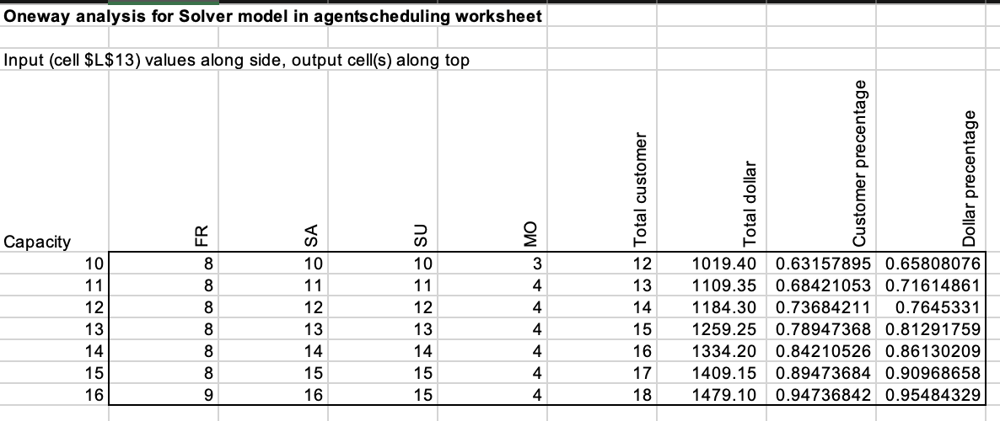 Oneway analysis for Solver model in agentscheduling worksheet
Input (cell $L$13) values along side, output cell(s) along top
Capacity FR SA SU MO Total customer Total dollar Customer precentage Dollar precentage
10 8 10 10 3 12 1019.40 0.63157895 0.65808076
11 8 11 11 4 13 1109.35 0.68421053 0.71614861
12 8 12 12 4 14 1184.30 0.73684211 0.7645331
13 8 13 13 4 15 1259.25 0.78947368 0.81291759
14 8 14 14 4 16 1334.20 0.84210526 0.86130209
15 8 15 15 4 17 1409.15 0.89473684 0.90968658
16 9 16 15 4 18 1479.10 0.94736842 0.95484329